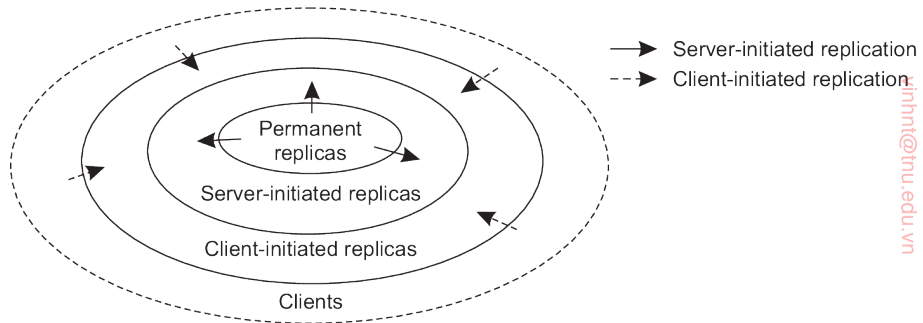 Server-initiated replication
Client-initiated replication
Permanent
replicas
Server-initiated replicas
Client-initiated replicas
Clients
vinhnt@tnu.edu.vn